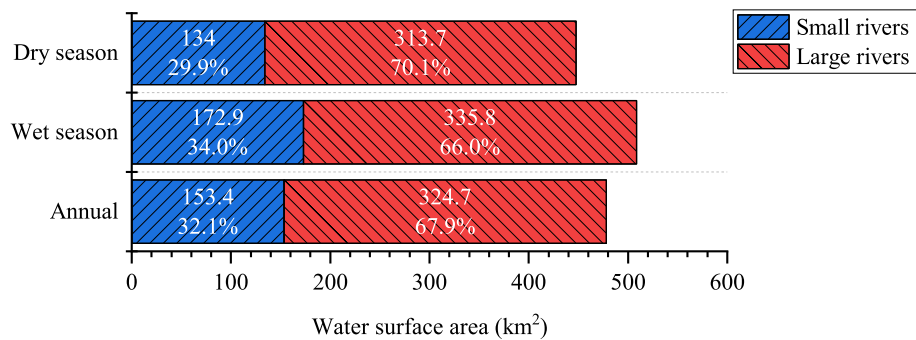 Small rivers
Large rivers
Dry season
134
29.9%
313.7
70.1%
Wet season
172.9
34.0%
335.8
66.0%
Annual
153.4
32.1%
324.7
67.9%
0 100 200 300 400 500 600
Water surface area (km²)